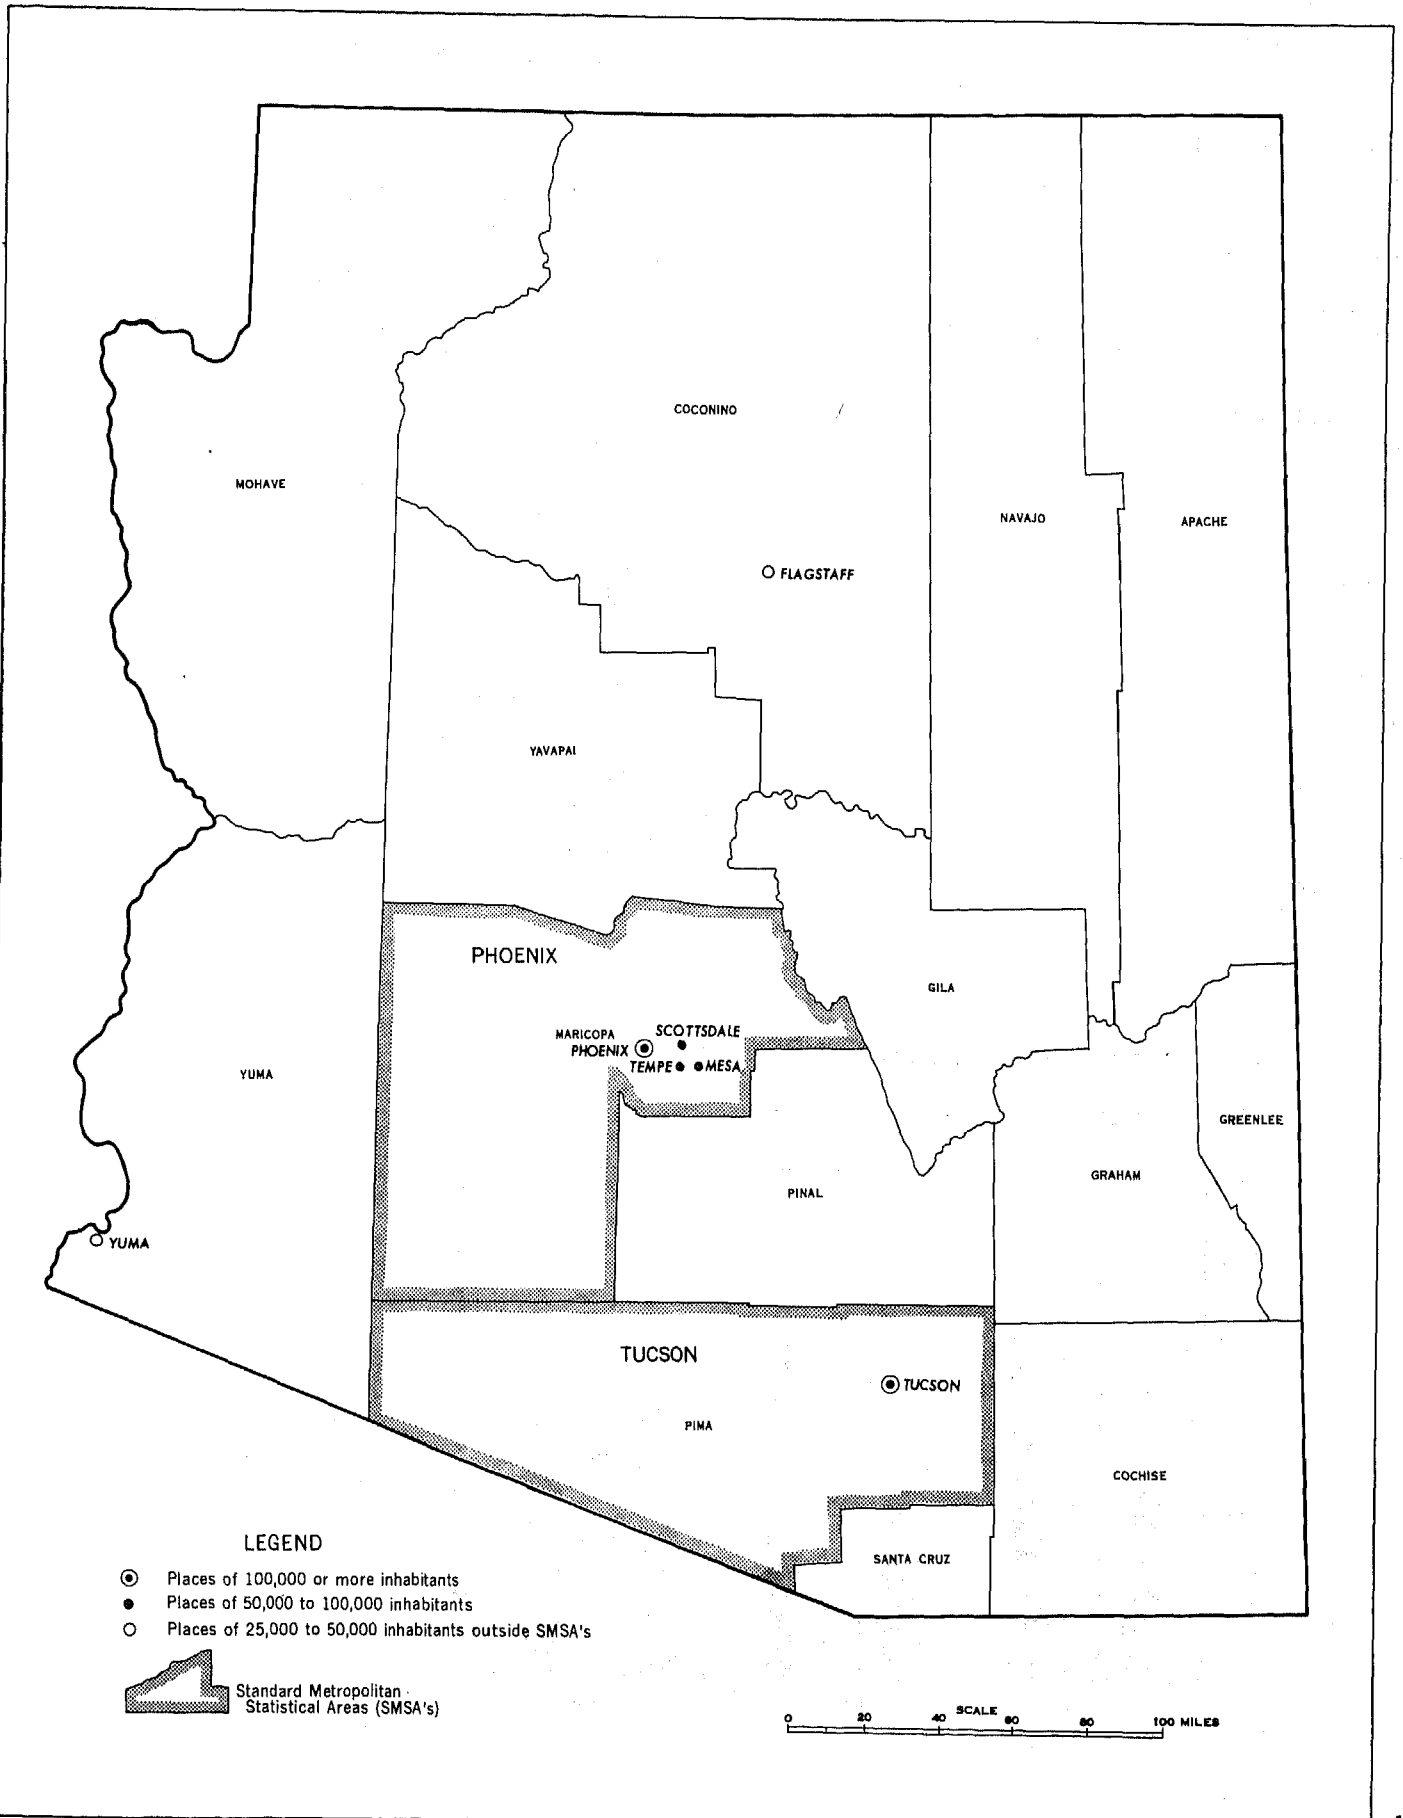 COCONINO
MOHAVE
NAVAJO
APACHE
FLAGSTAFF
YAVAPAI
PHOENIX
GILA
MARICOPA
SCOTTSDALE
PHOENIX
TEMPE
MESA
YUMA
GREENLEE
GRAHAM
PINAL
YUMA
TUCSON
TUCSON
PIMA
COCHISE
SANTA CRUZ
LEGEND
Places of 100,000 or more inhabitants
Places of 50,000 to 100,000 inhabitants
Places of 25,000 to 50,000 inhabitants outside SMSA's
Standard Metropolitan
Statistical Areas (SMSA's)
SCALE
0 20 40 60 80 100 MILES